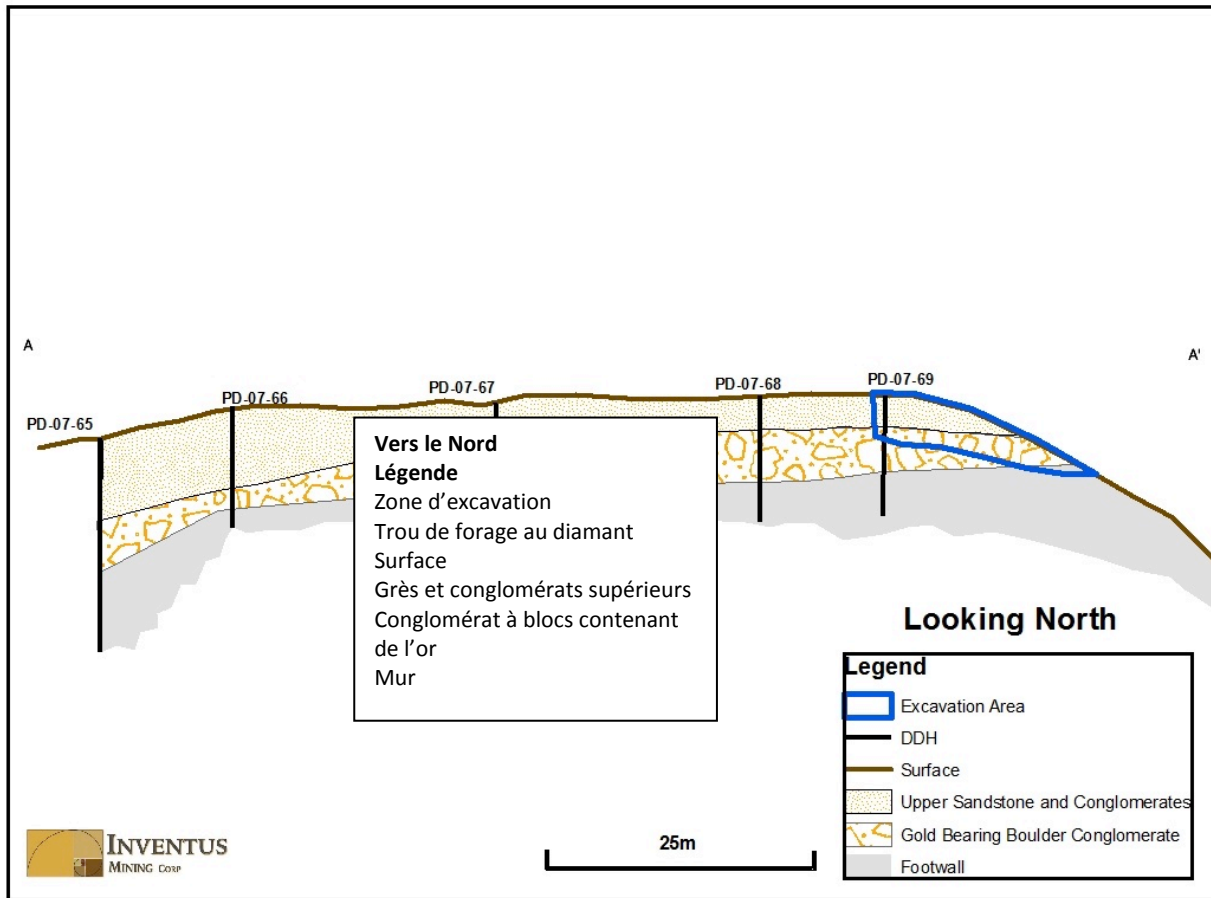 A
A'
PD-07-65
PD-07-66
PD-07-67
PD-07-68
PD-07-69
Vers le Nord
Légende
Zone d’excavation
Trou de forage au diamant
Surface
Grès et conglomérats supérieurs
Conglomérat à blocs contenant
de l’or
Mur
Looking North
Legend
Excavation Area
DDH
Surface
Upper Sandstone and Conglomerates
Gold Bearing Boulder Conglomerate
Footwall
25m
INVENTUS
MINING CORP